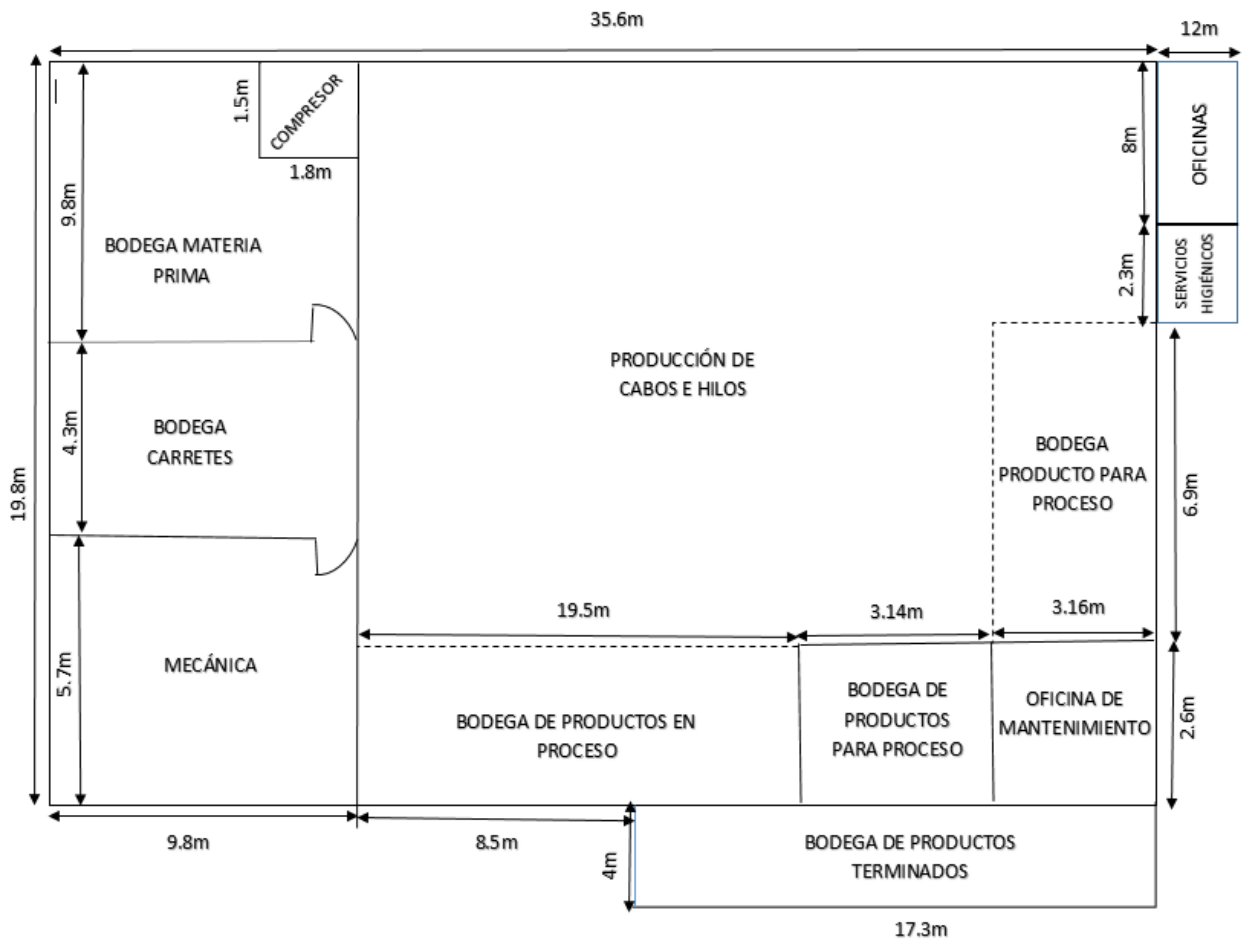 35.6m
12m
1.5m
COMPRESOR
1.8m
8m
OFICINAS
9.8m
BODEGA MATERIA
PRIMA
2.3m
SERVICIOS
HIGIÉNICOS
PRODUCCIÓN DE
CABOS E HILOS
4.3m
BODEGA
CARRETES
19.8m
BODEGA
PRODUCTO PARA
PROCESO
6.9m
19.5m
3.14m
3.16m
5.7m
MECÁNICA
BODEGA DE PRODUCTOS EN
PROCESO
BODEGA DE
PRODUCTOS
PARA PROCESO
OFICINA DE
MANTENIMIENTO
2.6m
9.8m
8.5m
4m
BODEGA DE PRODUCTOS
TERMINADOS
17.3m